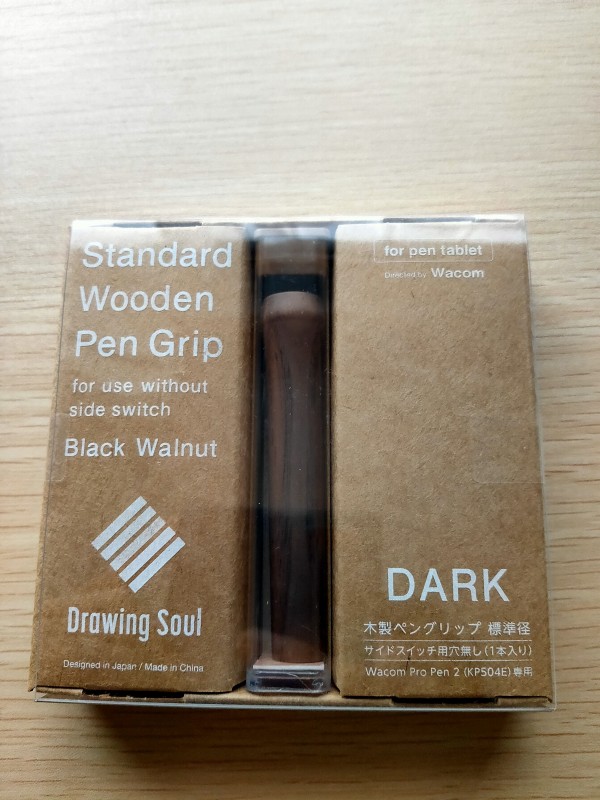 Standard
Wooden
Pen Grip
for use without
side switch
Black Walnut
Drawing Soul
Designed in Japan / Made in China
for pen tablet
Directed by Wacom
DARK
木製ペングリップ 標準径
サイドスイッチ用穴無し(1本入り)
Wacom Pro Pen 2 (KP504E)専用